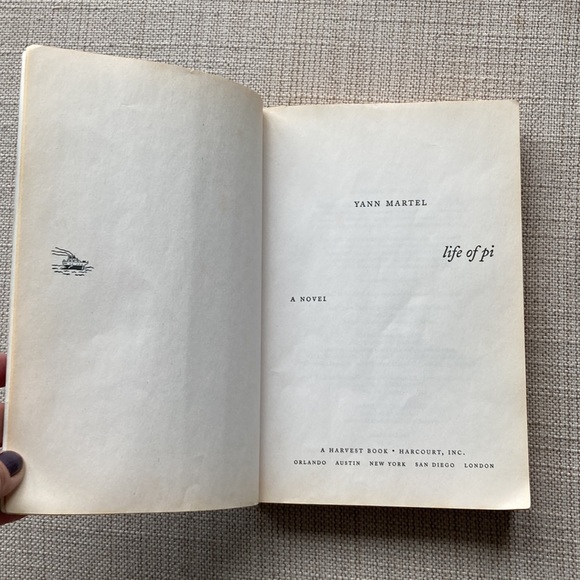 YANN MARTEL
life of pi
A NOVEL
A HARVEST BOOK • HARCOURT, INC.
ORLANDO AUSTIN NEW YORK SAN DIEGO LONDON